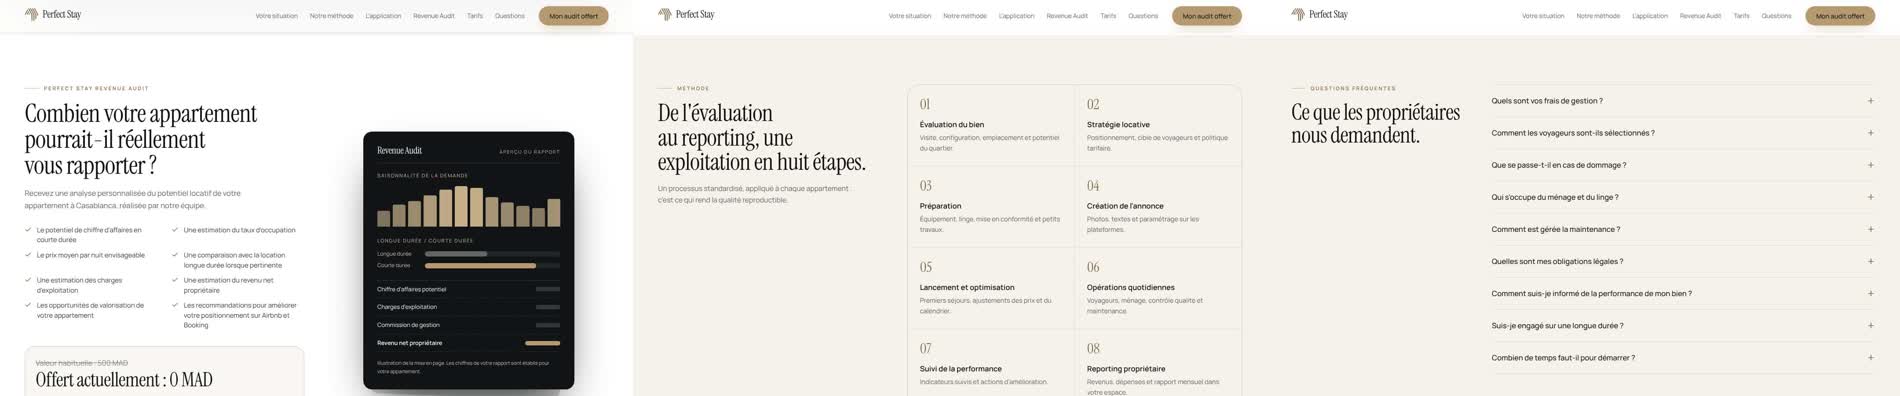 Perfect Stay
Votre situation
Notre méthode
L'application
Revenue Audit
Tarifs
Questions
Mon audit offert
PERFECT STAY REVENUE AUDIT
Combien votre appartement
pourrait-il réellement
vous rapporter ?
Recevez une analyse personnalisée du potentiel locatif de votre
appartement à Casablanca, réalisée par notre équipe.
Le potentiel de chiffre d'affaires en
courte durée
Une estimation du taux d'occupation
Le prix moyen par nuit envisageable
Une comparaison avec la location
longue durée lorsque pertinente
Une estimation des charges
d'exploitation
Une estimation du revenu net
propriétaire
Les opportunités de valorisation de
votre appartement
Les recommandations pour améliorer
votre positionnement sur Airbnb et
Booking
Valeur habituelle : 500 MAD
Offert actuellement : 0 MAD
Revenue Audit
APERÇU DU RAPPORT
SAISONNALITÉ DE LA DEMANDE
LONGUE DURÉE / COURTE DURÉE
Longue durée
Courte durée
Chiffre d'affaires potentiel
Charges d'exploitation
Commission de gestion
Revenu net propriétaire
Illustration de la mise en page. Les chiffres de votre rapport sont établis pour
votre appartement.
Perfect Stay
Votre situation
Notre méthode
L'application
Revenue Audit
Tarifs
Questions
Mon audit offert
MÉTHODE
De l'évaluation
au reporting, une
exploitation en huit étapes.
Un processus standardisé, appliqué à chaque appartement :
c'est ce qui rend la qualité reproductible.
01
Évaluation du bien
Visite, configuration, emplacement et potentiel
du quartier.
02
Stratégie locative
Positionnement, cible de voyageurs et politique
tarifaire.
03
Préparation
Équipement, linge, mise en conformité et petits
travaux.
04
Création de l'annonce
Photos, textes et paramétrage sur les
plateformes.
05
Lancement et optimisation
Premiers séjours, ajustements des prix et du
calendrier.
06
Opérations quotidiennes
Voyageurs, ménage, contrôle qualité et
maintenance.
07
Suivi de la performance
Indicateurs suivis et actions d'amélioration.
08
Reporting propriétaire
Revenus, dépenses et rapport mensuel dans
votre espace.
Perfect Stay
Votre situation
Notre méthode
L'application
Revenue Audit
Tarifs
Questions
Mon audit offert
QUESTIONS FRÉQUENTES
Ce que les propriétaires
nous demandent.
Quels sont vos frais de gestion ?
Comment les voyageurs sont-ils sélectionnés ?
Que se passe-t-il en cas de dommage ?
Qui s'occupe du ménage et du linge ?
Comment est gérée la maintenance ?
Quelles sont mes obligations légales ?
Comment suis-je informé de la performance de mon bien ?
Suis-je engagé sur une longue durée ?
Combien de temps faut-il pour démarrer ?